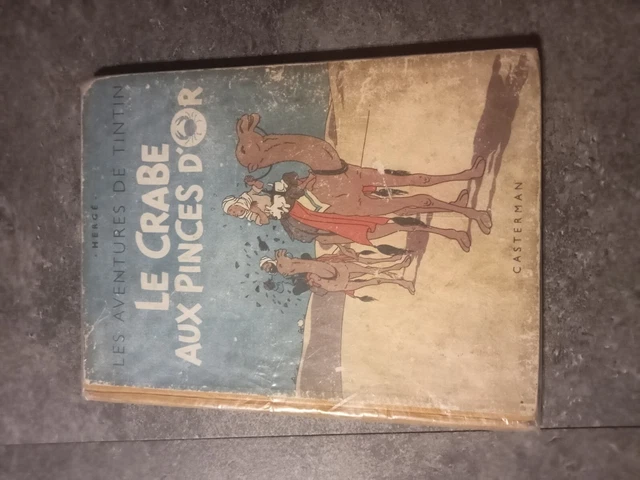 - HERGÉ -
LES AVENTURES DE TINTIN
LE CRABE
AUX PINCES D'OR
CASTERMAN